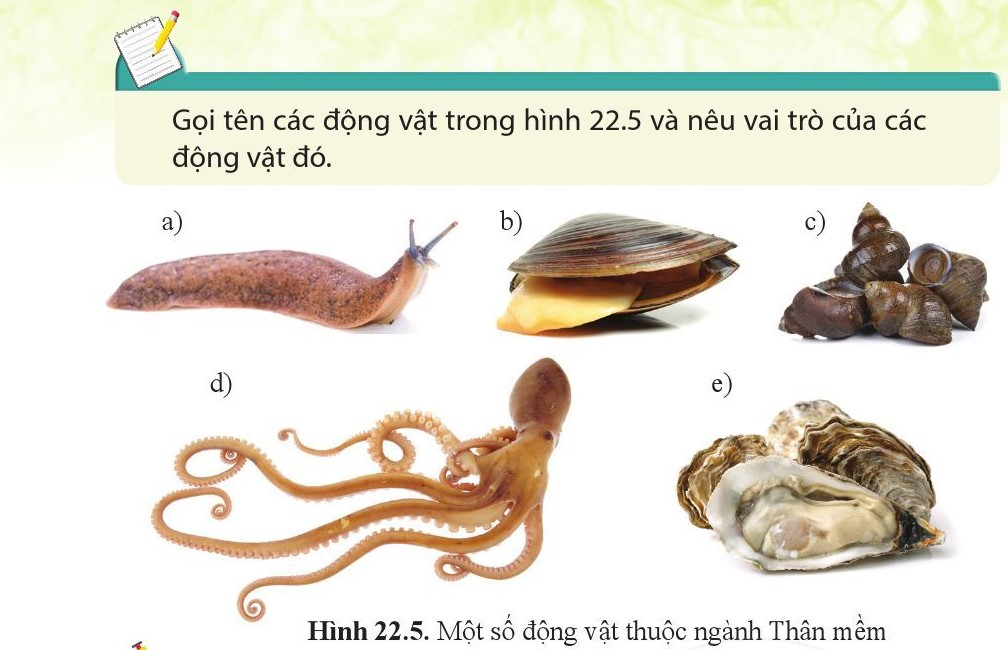 Gọi tên các động vật trong hình 22.5 và nêu vai trò của các
động vật đó.
a)
b)
c)
d)
e)
Hình 22.5. Một số động vật thuộc ngành Thân mềm